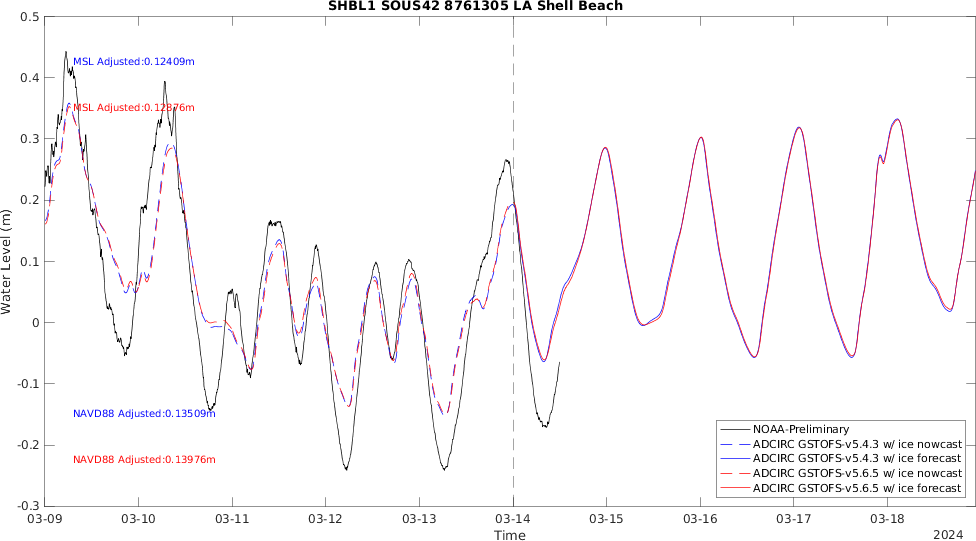 SHBL1 SOUS42 8761305 LA Shell Beach
0.5
0.4
0.3
0.2
0.1
0
-0.1
-0.2
-0.3
Water Level (m)
MSL Adjusted:0.12409m
MSL Adjusted:0.12376m
NAVD88 Adjusted:0.13509m
NAVD88 Adjusted:0.13976m
NOAA-Preliminary
ADCIRC GSTOFS-v5.4.3 w/ ice nowcast
ADCIRC GSTOFS-v5.4.3 w/ ice forecast
ADCIRC GSTOFS-v5.6.5 w/ ice nowcast
ADCIRC GSTOFS-v5.6.5 w/ ice forecast
03-09 03-10 03-11 03-12 03-13 03-14 03-15 03-16 03-17 03-18
Time
2024